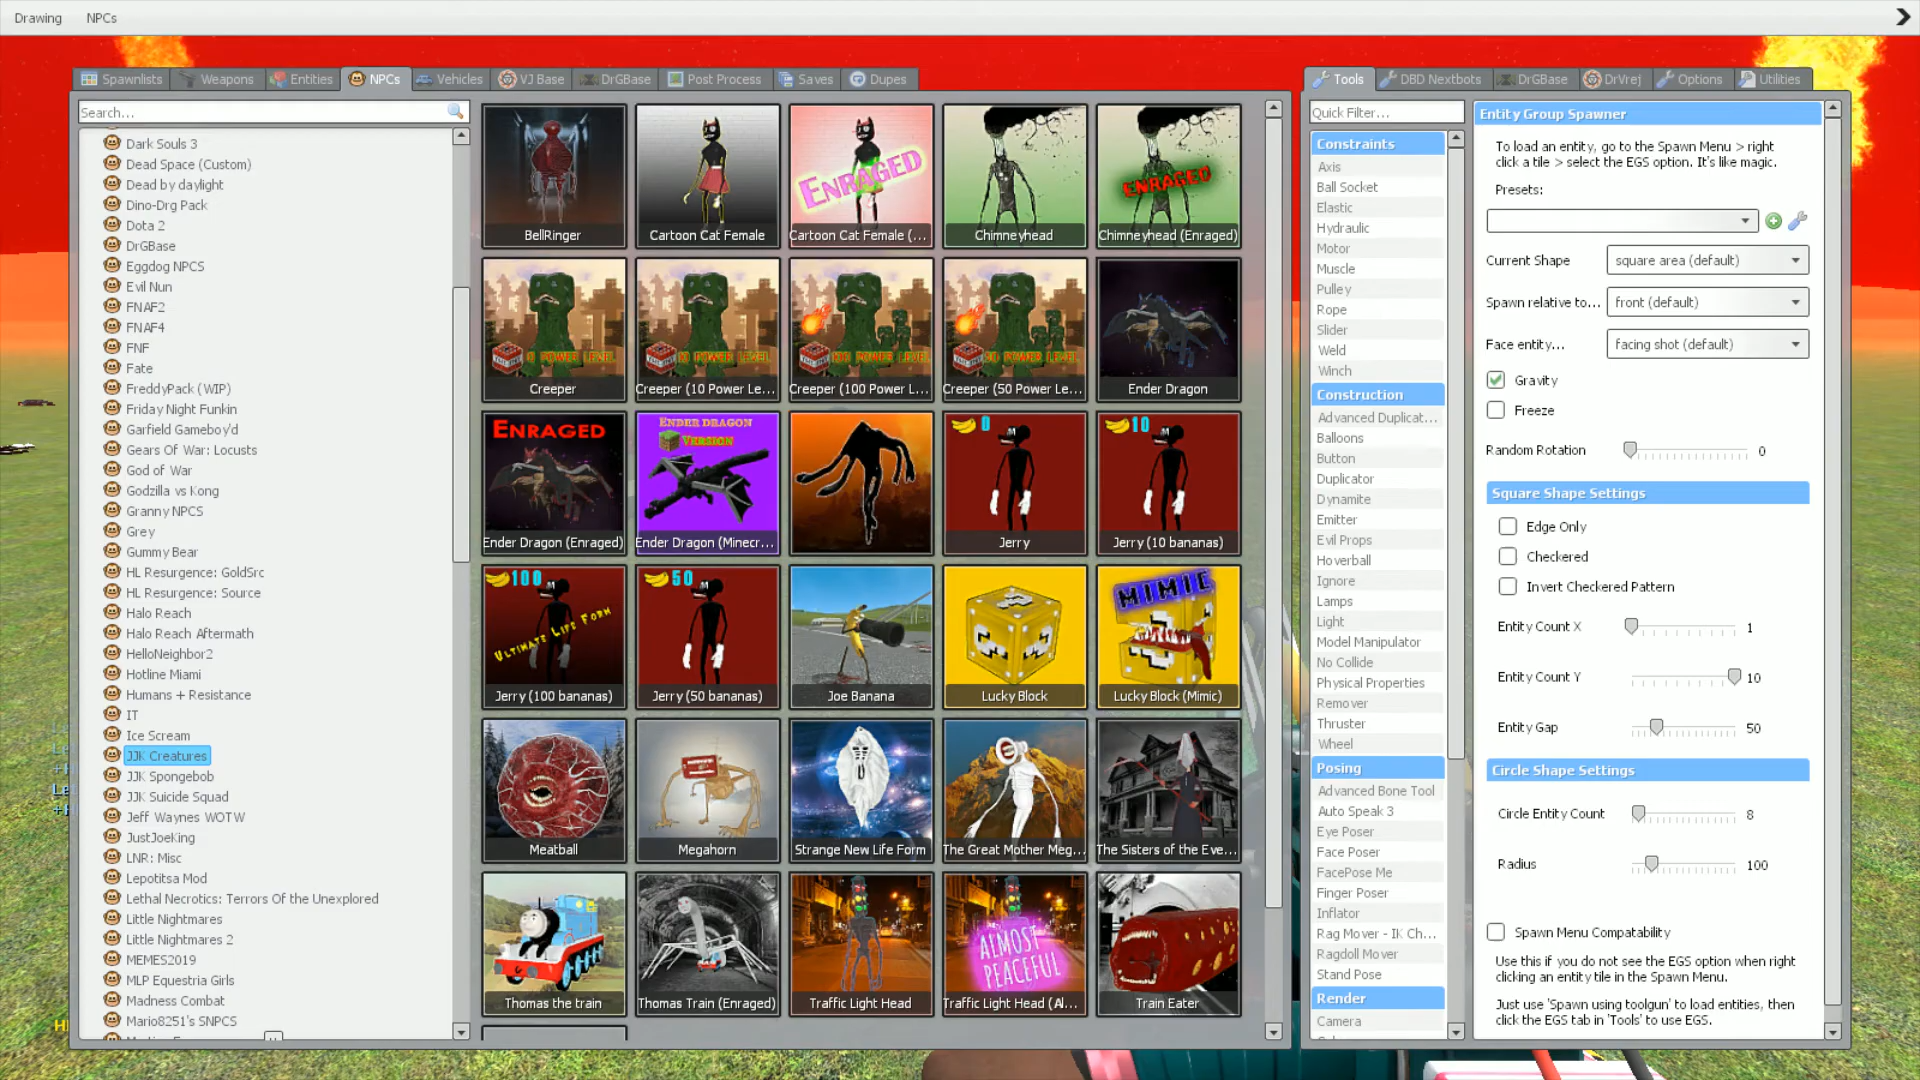 Drawing NPCs
Spawnlists Weapons Entities NPCs Vehicles VJ Base DrGBase Post Process Saves Dupes
Search...
Dark Souls 3
Dead Space (Custom)
Dead by daylight
Dino-Drg Pack
Dota 2
DrGBase
Eggdog NPCS
Evil Nun
FNAF2
FNAF4
FNF
Fate
FreddyPack (WIP)
Friday Night Funkin
Garfield Gameboy'd
Gears Of War: Locusts
God of War
Godzilla vs Kong
Granny NPCS
Grey
Gummy Bear
HL Resurgence: GoldSrc
HL Resurgence: Source
Halo Reach
Halo Reach Aftermath
HelloNeighbor2
Hotline Miami
Humans + Resistance
IT
Ice Scream
JJK Creatures
JJK Spongebob
JJK Suicide Squad
Jeff Waynes WOTW
JustJoeKing
LNR: Misc
Lepotitsa Mod
Lethal Necrotics: Terrors Of the Unexplored
Little Nightmares
Little Nightmares 2
MEMES2019
MLP Equestria Girls
Madness Combat
Mario8251's SNPCS
BellRinger
Cartoon Cat Female
ENRAGED
Cartoon Cat Female (...
Chimneyhead
ENRAGED
Chimneyhead (Enraged)
0 POWER LEVEL
Creeper
10 POWER LEVEL
Creeper (10 Power Le...
100 POWER LEVEL
Creeper (100 Power L...
50 POWER LEVEL
Creeper (50 Power Le...
Ender Dragon
ENRAGED
Ender Dragon (Enraged)
ENDER DRAGON
VERSION
Ender Dragon (Minecr...
0
Jerry
10
Jerry (10 bananas)
100
ULTIMATE LIFE FORM
Jerry (100 bananas)
50
Jerry (50 bananas)
Joe Banana
Lucky Block
MIMIC
Lucky Block (Mimic)
Meatball
Megahorn
Strange New Life Form
The Great Mother Meg...
The Sisters of the Eve...
Thomas the train
Thomas Train (Enraged)
Traffic Light Head
ALMOST
PEACEFUL
Traffic Light Head (Al...
Train Eater
Tools DBD Nextbots DrGBase DrVrej Options Utilities
Quick Filter...
Constraints
Axis
Ball Socket
Elastic
Hydraulic
Motor
Muscle
Pulley
Rope
Slider
Weld
Winch
Construction
Advanced Duplicat...
Balloons
Button
Duplicator
Dynamite
Emitter
Evil Props
Hoverball
Ignore
Lamps
Light
Model Manipulator
No Collide
Physical Properties
Remover
Thruster
Wheel
Posing
Advanced Bone Tool
Auto Speak 3
Eye Poser
Face Poser
FacePose Me
Finger Poser
Inflator
Rag Mover - IK Ch...
Ragdoll Mover
Stand Pose
Render
Camera
Entity Group Spawner
To load an entity, go to the Spawn Menu > right
click a tile > select the EGS option. It's like magic.
Presets:
Current Shape square area (default)
Spawn relative to... front (default)
Face entity... facing shot (default)
Gravity
Freeze
Random Rotation 0
Square Shape Settings
Edge Only
Checkered
Invert Checkered Pattern
Entity Count X 1
Entity Count Y 10
Entity Gap 50
Circle Shape Settings
Circle Entity Count 8
Radius 100
Spawn Menu Compatability
Use this if you do not see the EGS option when right
clicking an entity tile in the Spawn Menu.
Just use 'Spawn using toolgun' to load entities, then
click the EGS tab in 'Tools' to use EGS.